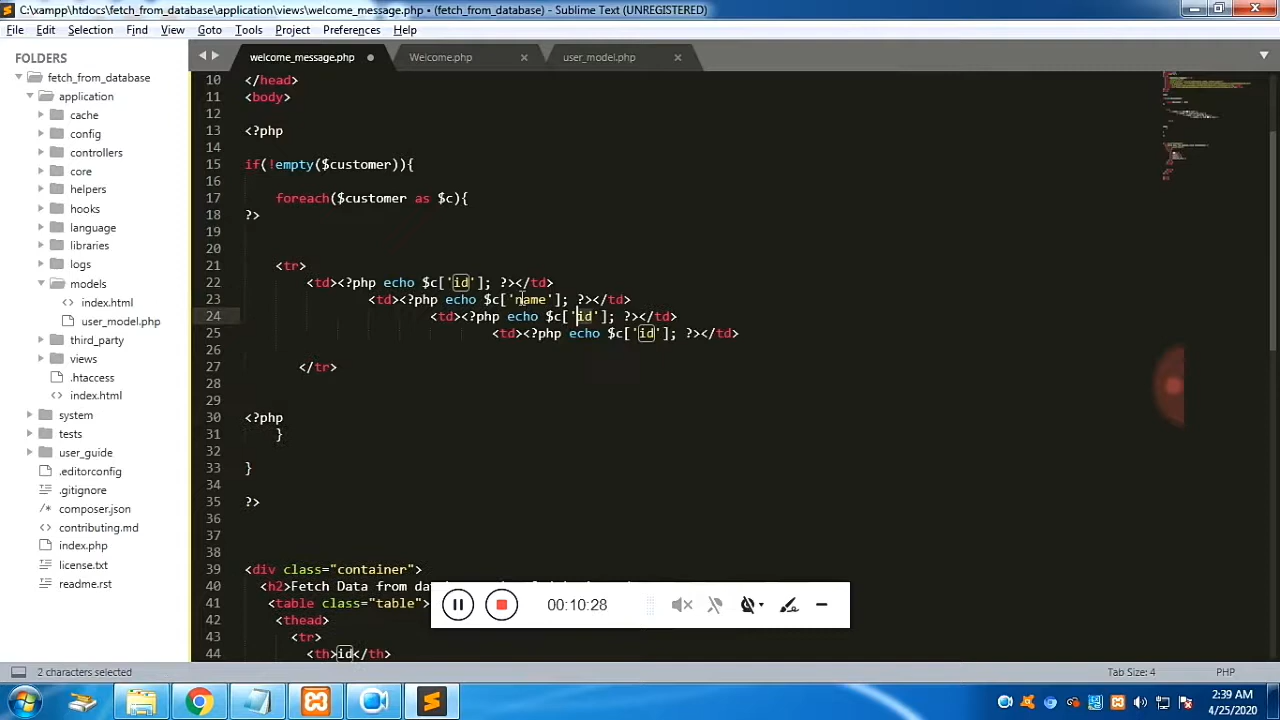 C:\xampp\htdocs\fetch_from_database\application\views\welcome_message.php • (fetch_from_database) - Sublime Text (UNREGISTERED)
File Edit Selection Find View Goto Tools Project Preferences Help
FOLDERS
fetch_from_database
application
cache
config
controllers
core
helpers
hooks
language
libraries
logs
models
index.html
user_model.php
third_party
views
.htaccess
index.html
system
tests
user_guide
.editorconfig
.gitignore
composer.json
contributing.md
index.php
license.txt
readme.rst
welcome_message.php Welcome.php user_model.php
10 </head>
11 <body>
12
13 <?php
14
15 if(!empty($customer)){
16
17 foreach($customer as $c){
18 ?>
19
20
21 <tr>
22 <td><?php echo $c['id']; ?></td>
23 <td><?php echo $c['name']; ?></td>
24 <td><?php echo $c['id']; ?></td>
25 <td><?php echo $c['id']; ?></td>
26
27 </tr>
28
29
30 <?php
31 }
32
33 }
34
35 ?>
36
37
38
39 <div class="container">
40 <h2>Fetch Data from da
41 <table class="table">
42 <thead>
43 <tr>
44 <th>id</th>
00:10:28
2 characters selected Tab Size: 4 PHP
2:39 AM
4/25/2020